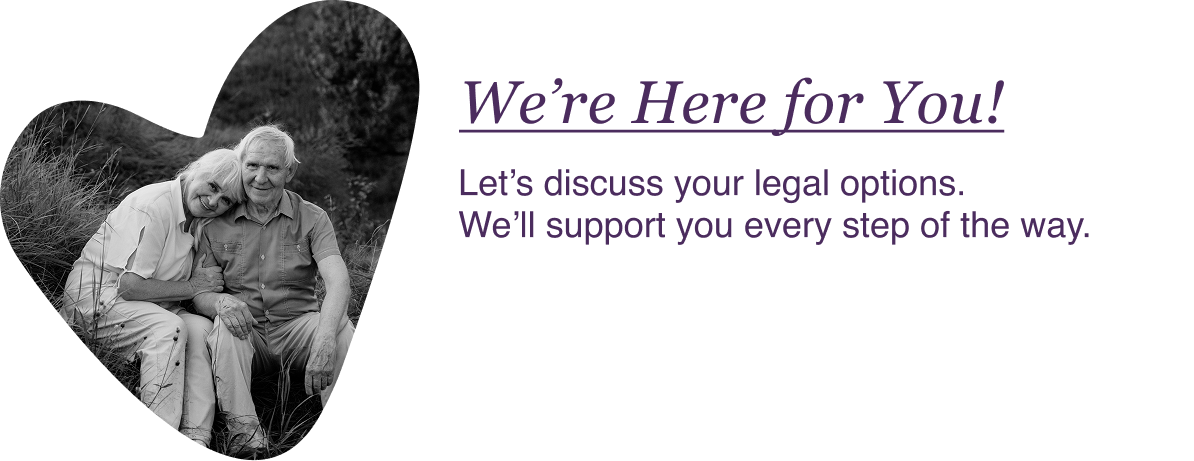 We’re Here for You!
Let’s discuss your legal options.
We’ll support you every step of the way.